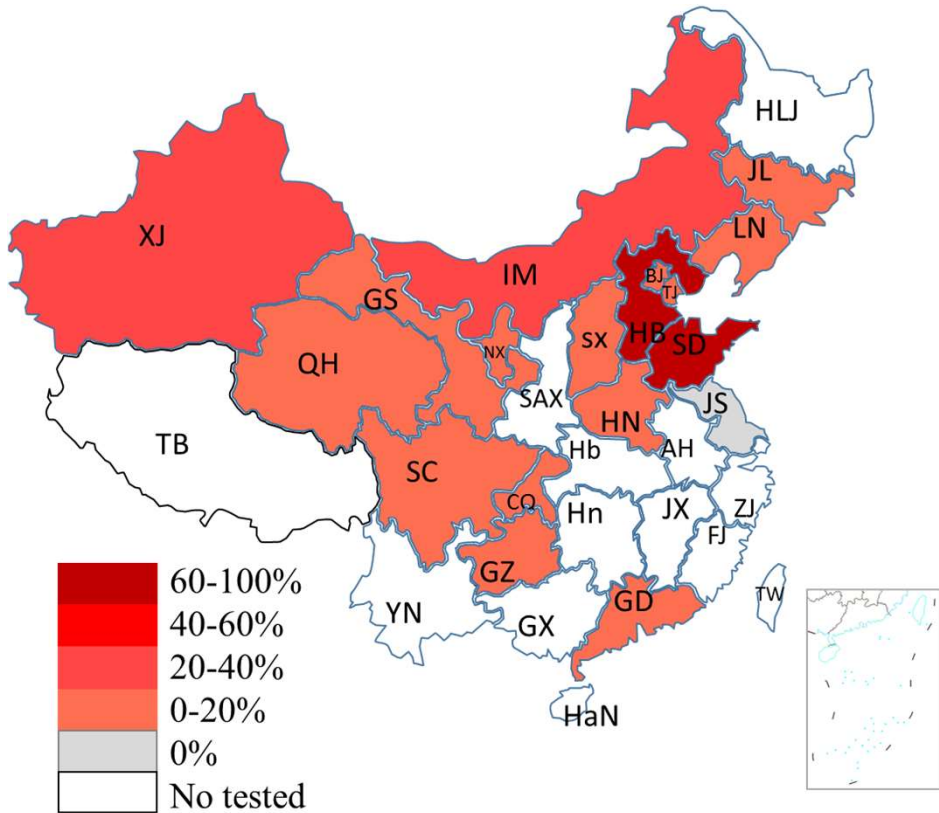 HLJ
JL
XJ
LN
IM
BJ
GS
TJ
HB
SD
SX
NX
QH
SAX
JS
HN
TB
Hb
AH
SC
CQ
Hn
JX
ZJ
FJ
GZ
60-100%
TW
GD
YN
40-60%
GX
20-40%
0-20%
HaN
0%
No tested